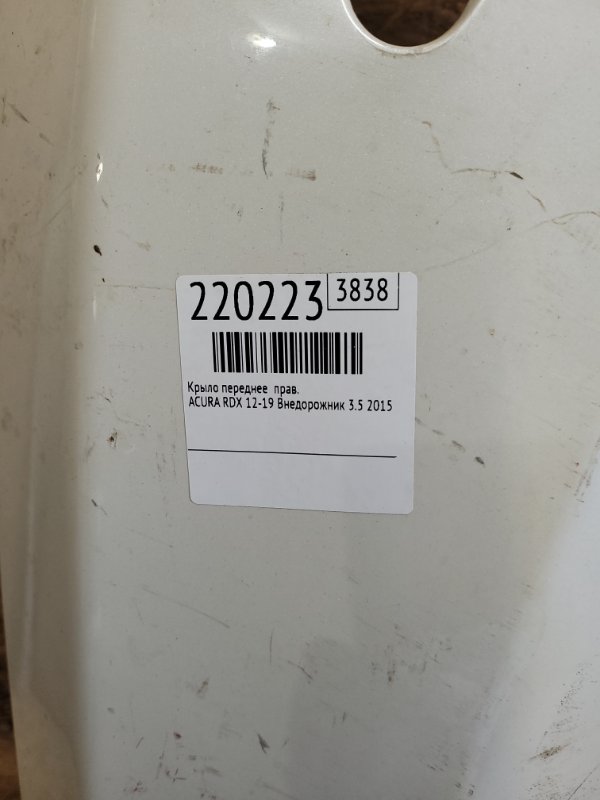 220223 3838
Крыло переднее прав.
ACURA RDX 12-19 Внедорожник 3.5 2015